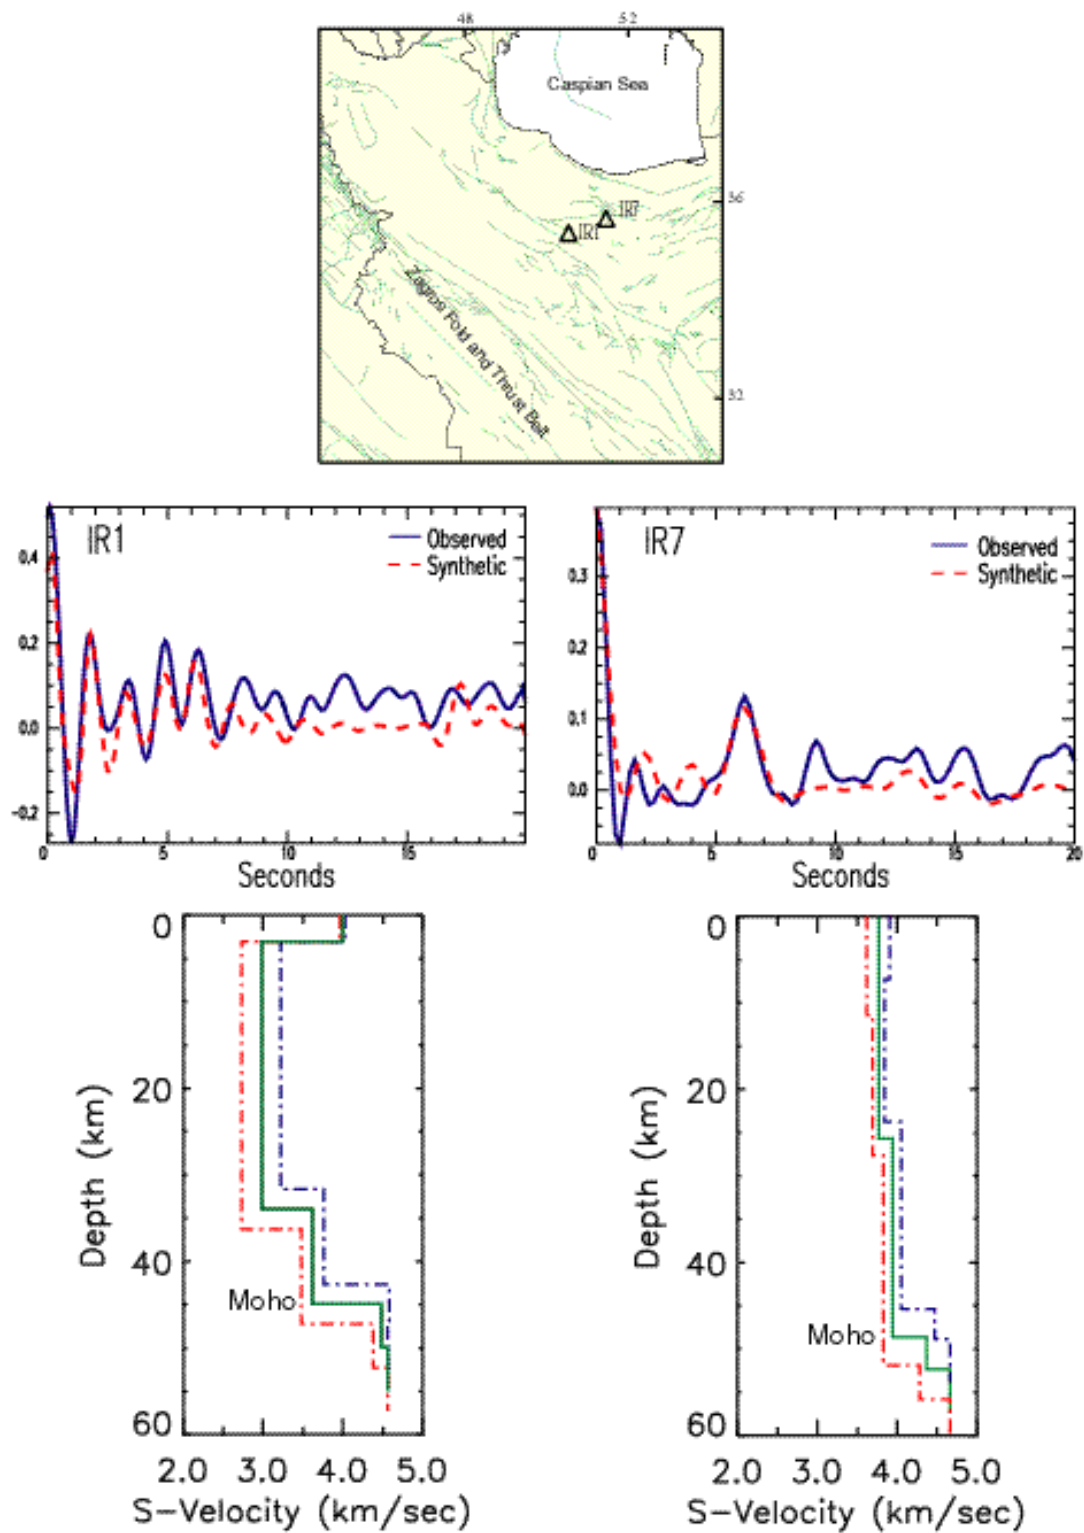 48 52
Caspian Sea
36
IR7
IR1
Zagros Fold and Thrust Belt
32
IR1
Observed
Synthetic
0.4
0.2
0.0
-0.2
0 5 10 15
Seconds
IR7
Observed
Synthetic
0.3
0.2
0.1
0.0
0 5 10 15 20
Seconds
0
20
40
60
Depth (km)
Moho
2.0 3.0 4.0 5.0
S-Velocity (km/sec)
0
20
40
60
Depth (km)
Moho
2.0 3.0 4.0 5.0
S-Velocity (km/sec)